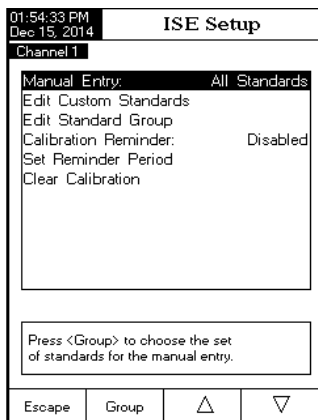 01:54:33 PM
Dec 15, 2014
ISE Setup
Channel 1
Manual Entry: All Standards
Edit Custom Standards
Edit Standard Group
Calibration Reminder: Disabled
Set Reminder Period
Clear Calibration
Press <Group> to choose the set
of standards for the manual entry.
Escape Group △ ▽